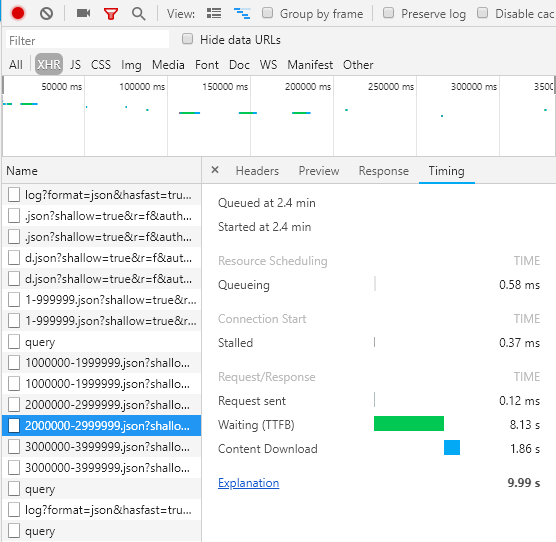 View: Group by frame Preserve log Disable cac
Filter Hide data URLs
All XHR JS CSS Img Media Font Doc WS Manifest Other
50000 ms 100000 ms 150000 ms 200000 ms 250000 ms 300000 ms 3500
Name × Headers Preview Response Timing
log?format=json&hasfast=tru...
.json?shallow=true&r=f&auth...
.json?shallow=true&r=f&aut...
d.json?shallow=true&r=f&aut...
d.json?shallow=true&r=f&aut...
1-999999.json?shallow=true&r...
1-999999.json?shallow=true&r...
query
1000000-1999999.json?shallo...
1000000-1999999.json?shallo...
2000000-2999999.json?shallo...
2000000-2999999.json?shallo...
3000000-3999999.json?shallo...
3000000-3999999.json?shallo...
query
log?format=json&hasfast=tru...
query
Queued at 2.4 min
Started at 2.4 min
Resource Scheduling TIME
Queueing 0.58 ms
Connection Start TIME
Stalled 0.37 ms
Request/Response TIME
Request sent 0.12 ms
Waiting (TTFB) 8.13 s
Content Download 1.86 s
Explanation 9.99 s